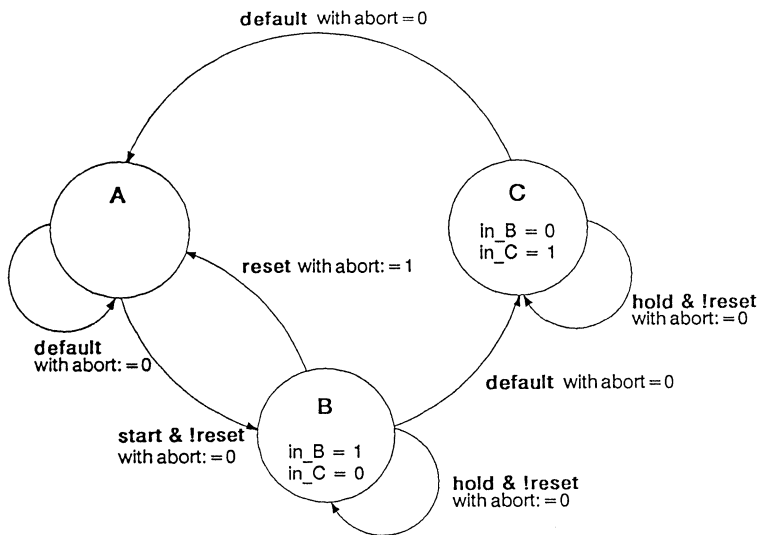 default with abort=0
A
C
in_B = 0
in_C = 1
reset with abort:=1
hold & !reset
with abort:=0
default
with abort:=0
default with abort=0
B
start & !reset
with abort:=0
in_B = 1
in_C = 0
hold & !reset
with abort:=0